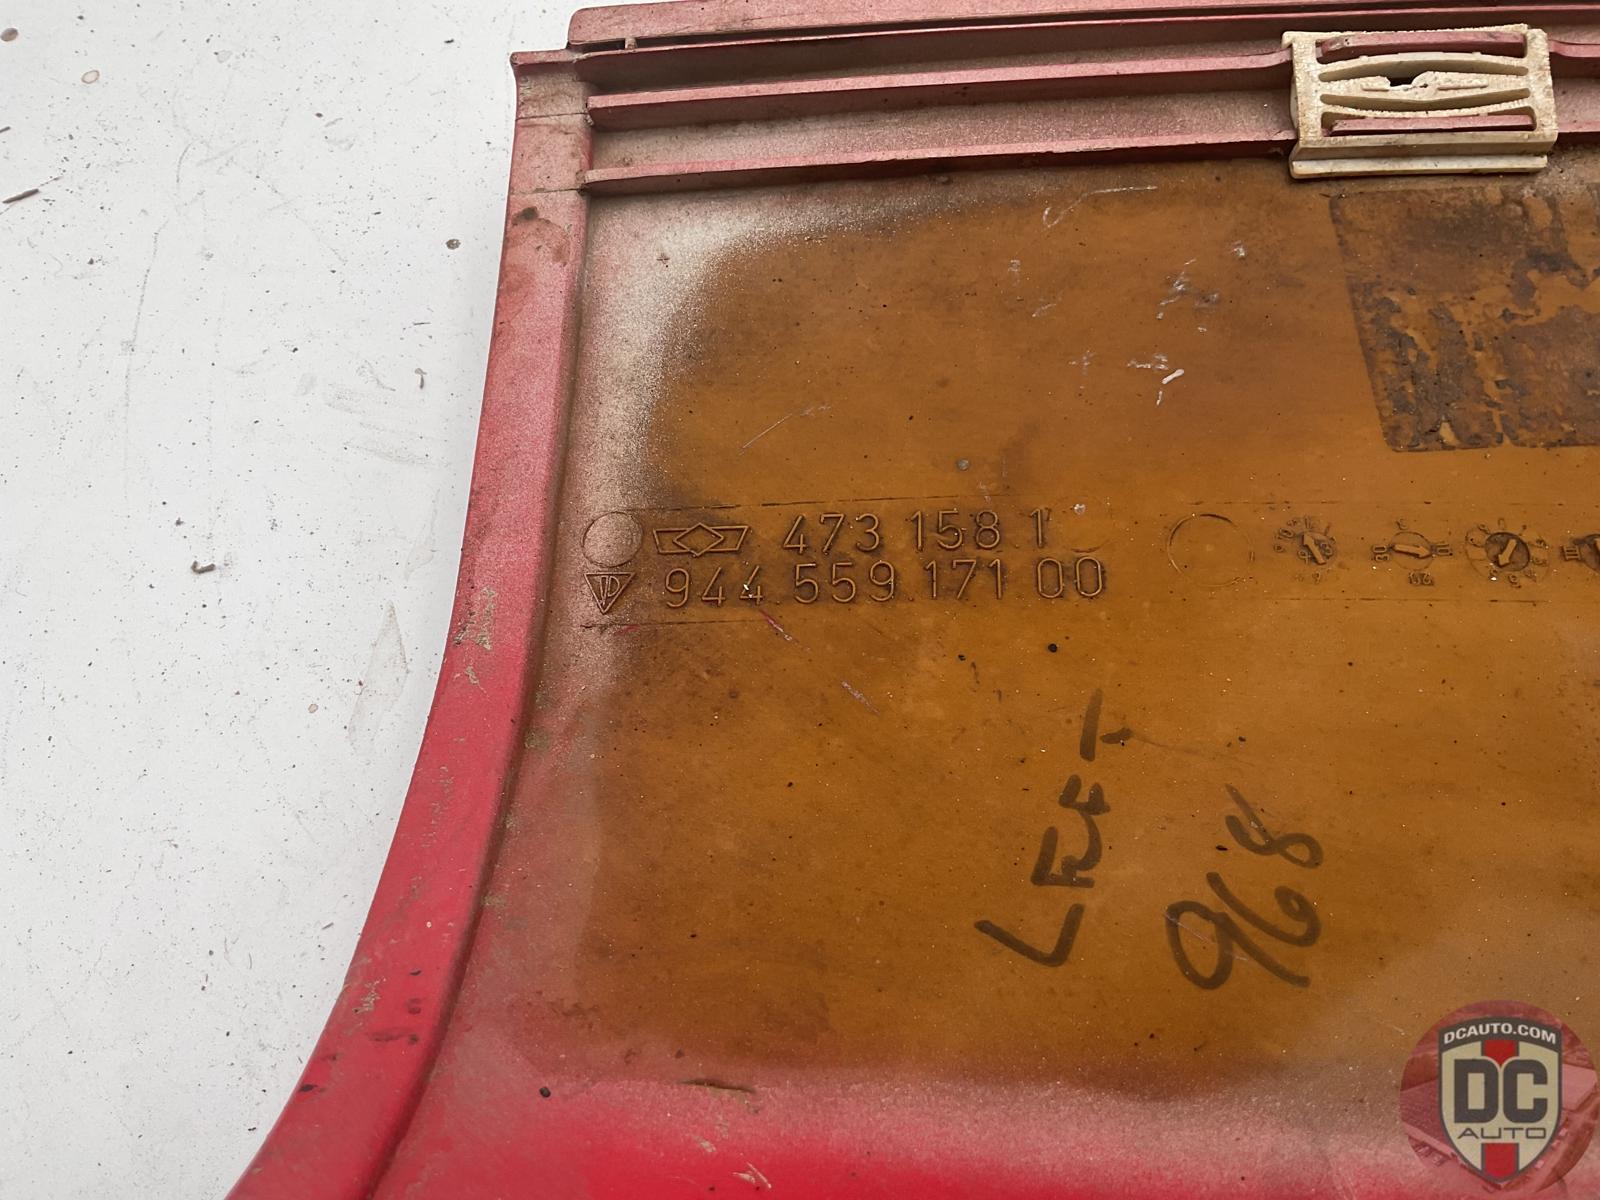 473 158.1
944.559.171.00
LEFT
968
DCAUTO.COM
DC
AUTO